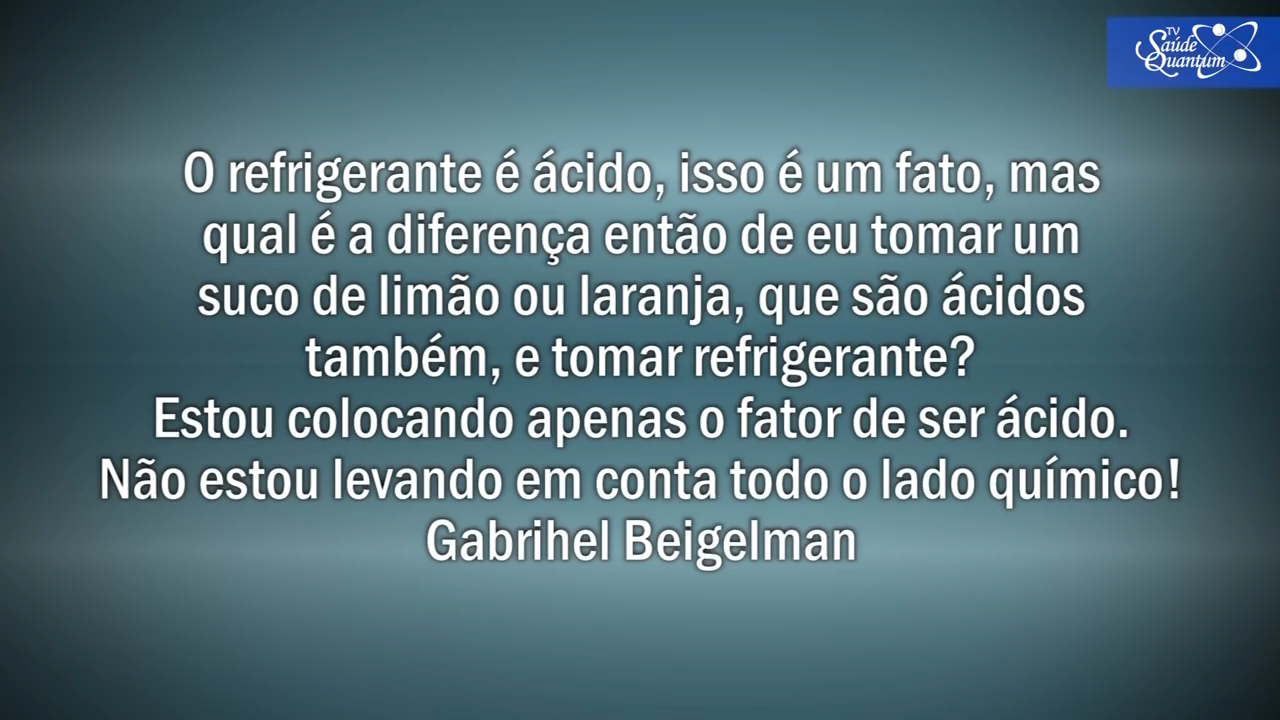 TV
Saúde
Quantum
O refrigerante é ácido, isso é um fato, mas
qual é a diferença então de eu tomar um
suco de limão ou laranja, que são ácidos
também, e tomar refrigerante?
Estou colocando apenas o fator de ser ácido.
Não estou levando em conta todo o lado químico!
Gabrihel Beigelman